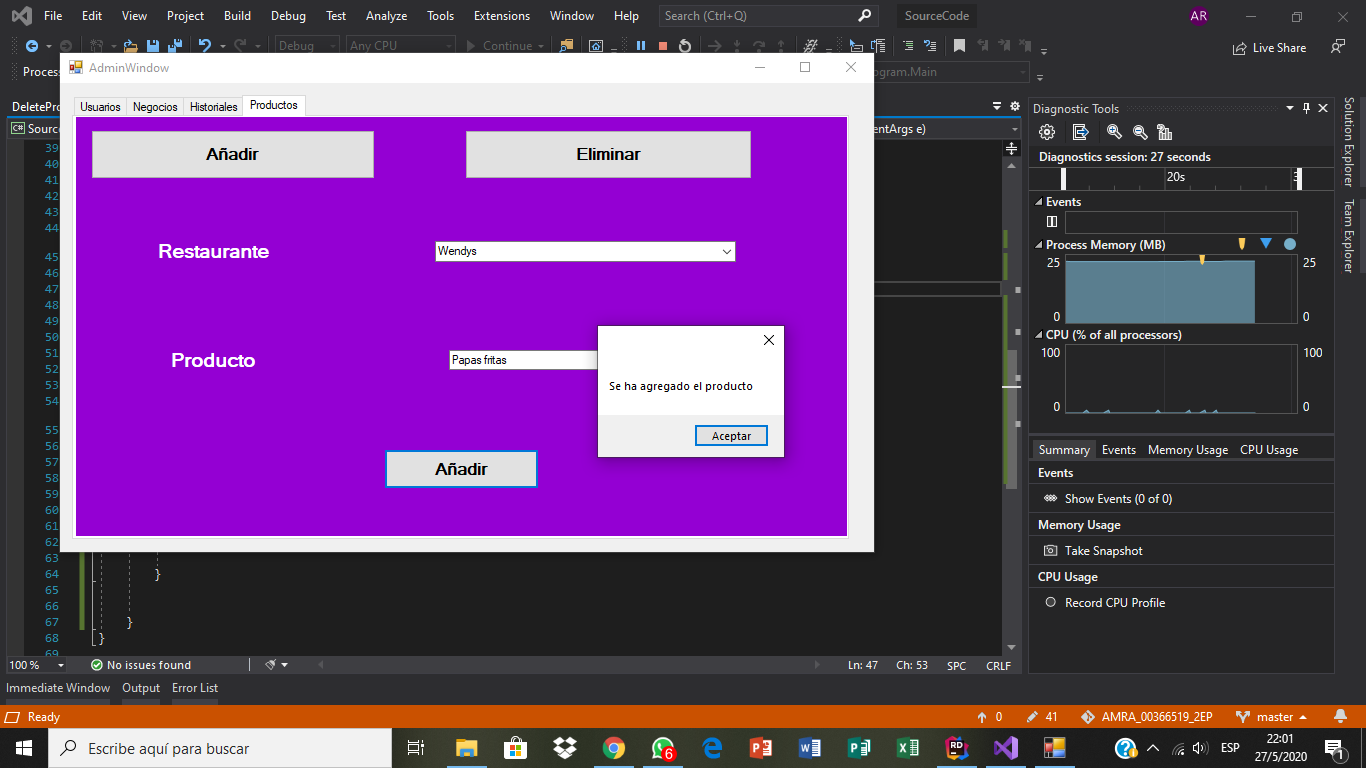 File Edit View Project Build Debug Test Analyze Tools Extensions Window Help Search (Ctrl+Q) SourceCode AR
Debug Any CPU Continue Live Share
Process
AdminWindow
ogram.Main
DeletePro
Usuarios Negocios Historiales Productos
Source
entArgs e)
Añadir Eliminar
Restaurante Wendys
Producto Papas fritas
Se ha agregado el producto
Aceptar
Añadir
39
40
41
42
43
44
45
46
47
48
49
50
51
52
53
54
55
56
57
58
59
60
61
62
63
64 }
65
66
67 }
68 }
69
Diagnostic Tools
Diagnostics session: 27 seconds
20s 3
Events
Process Memory (MB)
25 25
0 0
CPU (% of all processors)
100 100
0 0
Summary Events Memory Usage CPU Usage
Events
Show Events (0 of 0)
Memory Usage
Take Snapshot
CPU Usage
Record CPU Profile
Solution Explorer
Team Explorer
100 % No issues found Ln: 47 Ch: 53 SPC CRLF
Immediate Window Output Error List
Ready 0 41 AMRA_00366519_2EP master
Escribe aquí para buscar 6 RD ESP 22:01
27/5/2020 1